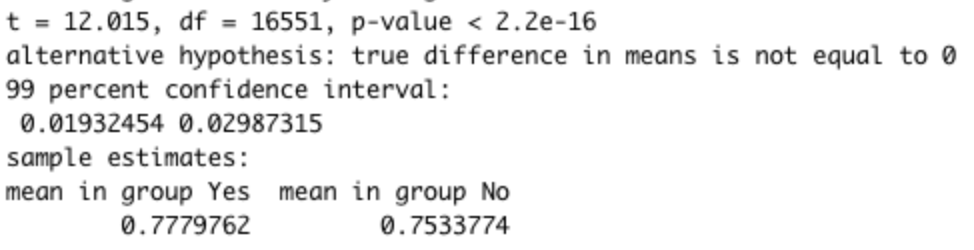 t = 12.015, df = 16551, p-value < 2.2e-16
alternative hypothesis: true difference in means is not equal to 0
99 percent confidence interval:
 0.01932454 0.02987315
sample estimates:
mean in group Yes  mean in group No
        0.7779762         0.7533774